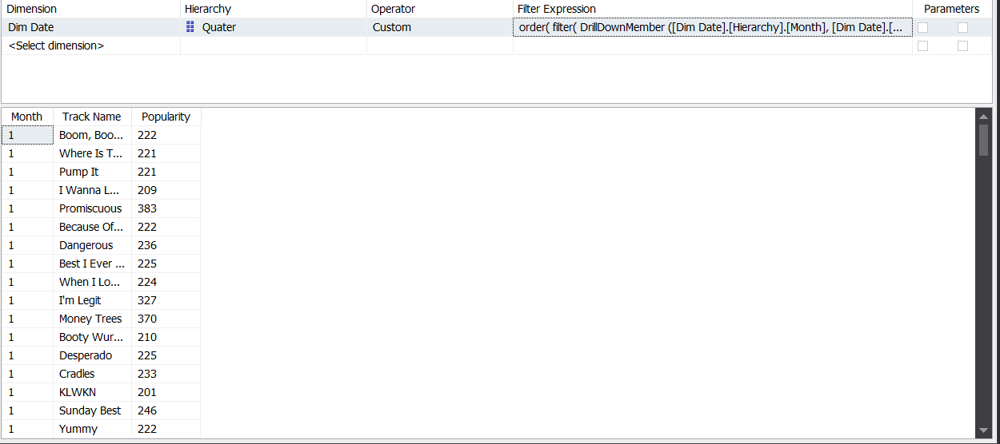 Dimension Hierarchy Operator Filter Expression Parameters
Dim Date Quater Custom order( filter( DrillDownMember ([Dim Date].[Hierarchy].[Month], [Dim Date].[...
<Select dimension>
Month Track Name Popularity
1 Boom, Boo... 222
1 Where Is T... 221
1 Pump It 221
1 I Wanna L... 209
1 Promiscuous 383
1 Because Of... 222
1 Dangerous 236
1 Best I Ever ... 225
1 When I Lo... 224
1 I'm Legit 327
1 Money Trees 370
1 Booty Wur... 210
1 Desperado 225
1 Cradles 233
1 KLWKN 201
1 Sunday Best 246
1 Yummy 222